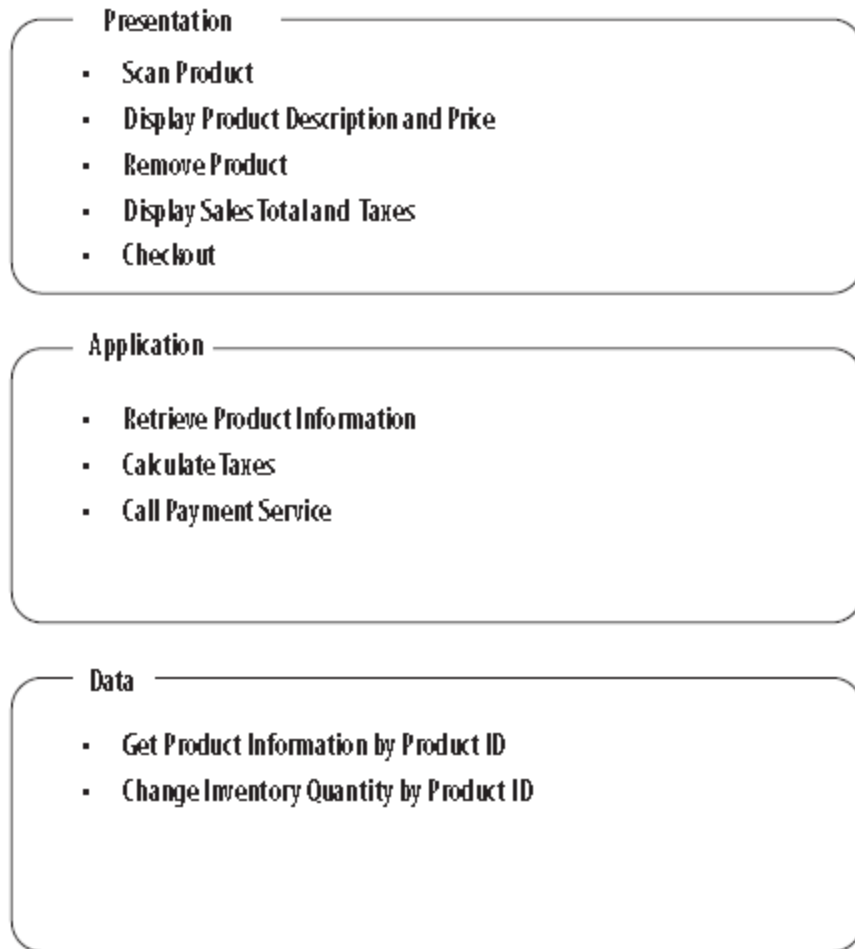 Presentation
▪ Scan Product
▪ Display Product Description and Price
▪ Remove Product
▪ Display Sales Total and Taxes
▪ Checkout
Application
▪ Retrieve Product Information
▪ Calculate Taxes
▪ Call Payment Service
Data
▪ Get Product Information by Product ID
▪ Change Inventory Quantity by Product ID